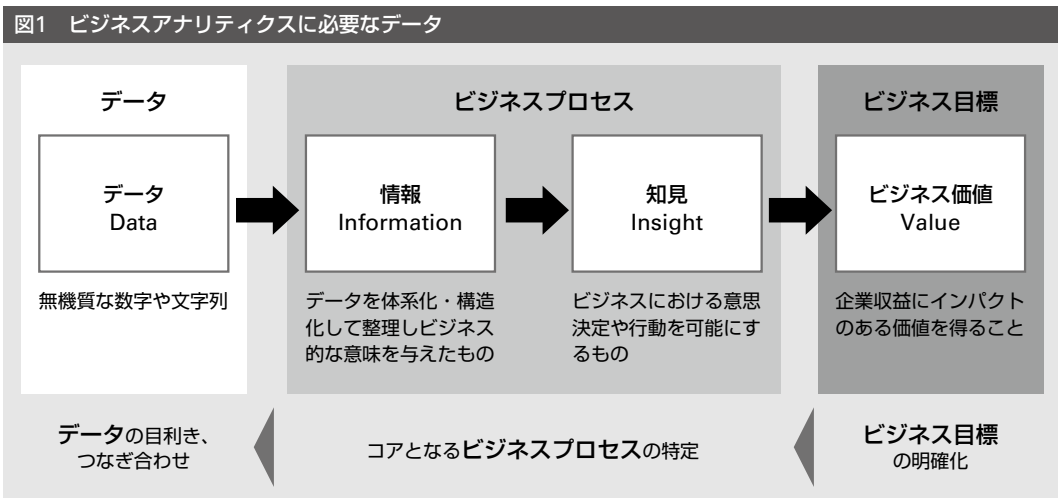 図1 ビジネスアナリティクスに必要なデータ
データ
データ
Data
無機質な数字や文字列
ビジネスプロセス
情報
Information
データを体系化・構造
化して整理しビジネス
的な意味を与えたもの
知見
Insight
ビジネスにおける意思
決定や行動を可能にす
るもの
ビジネス目標
ビジネス価値
Value
企業収益にインパクト
のある価値を得ること
データの目利き、
つなぎ合わせ
コアとなるビジネスプロセスの特定
ビジネス目標
の明確化